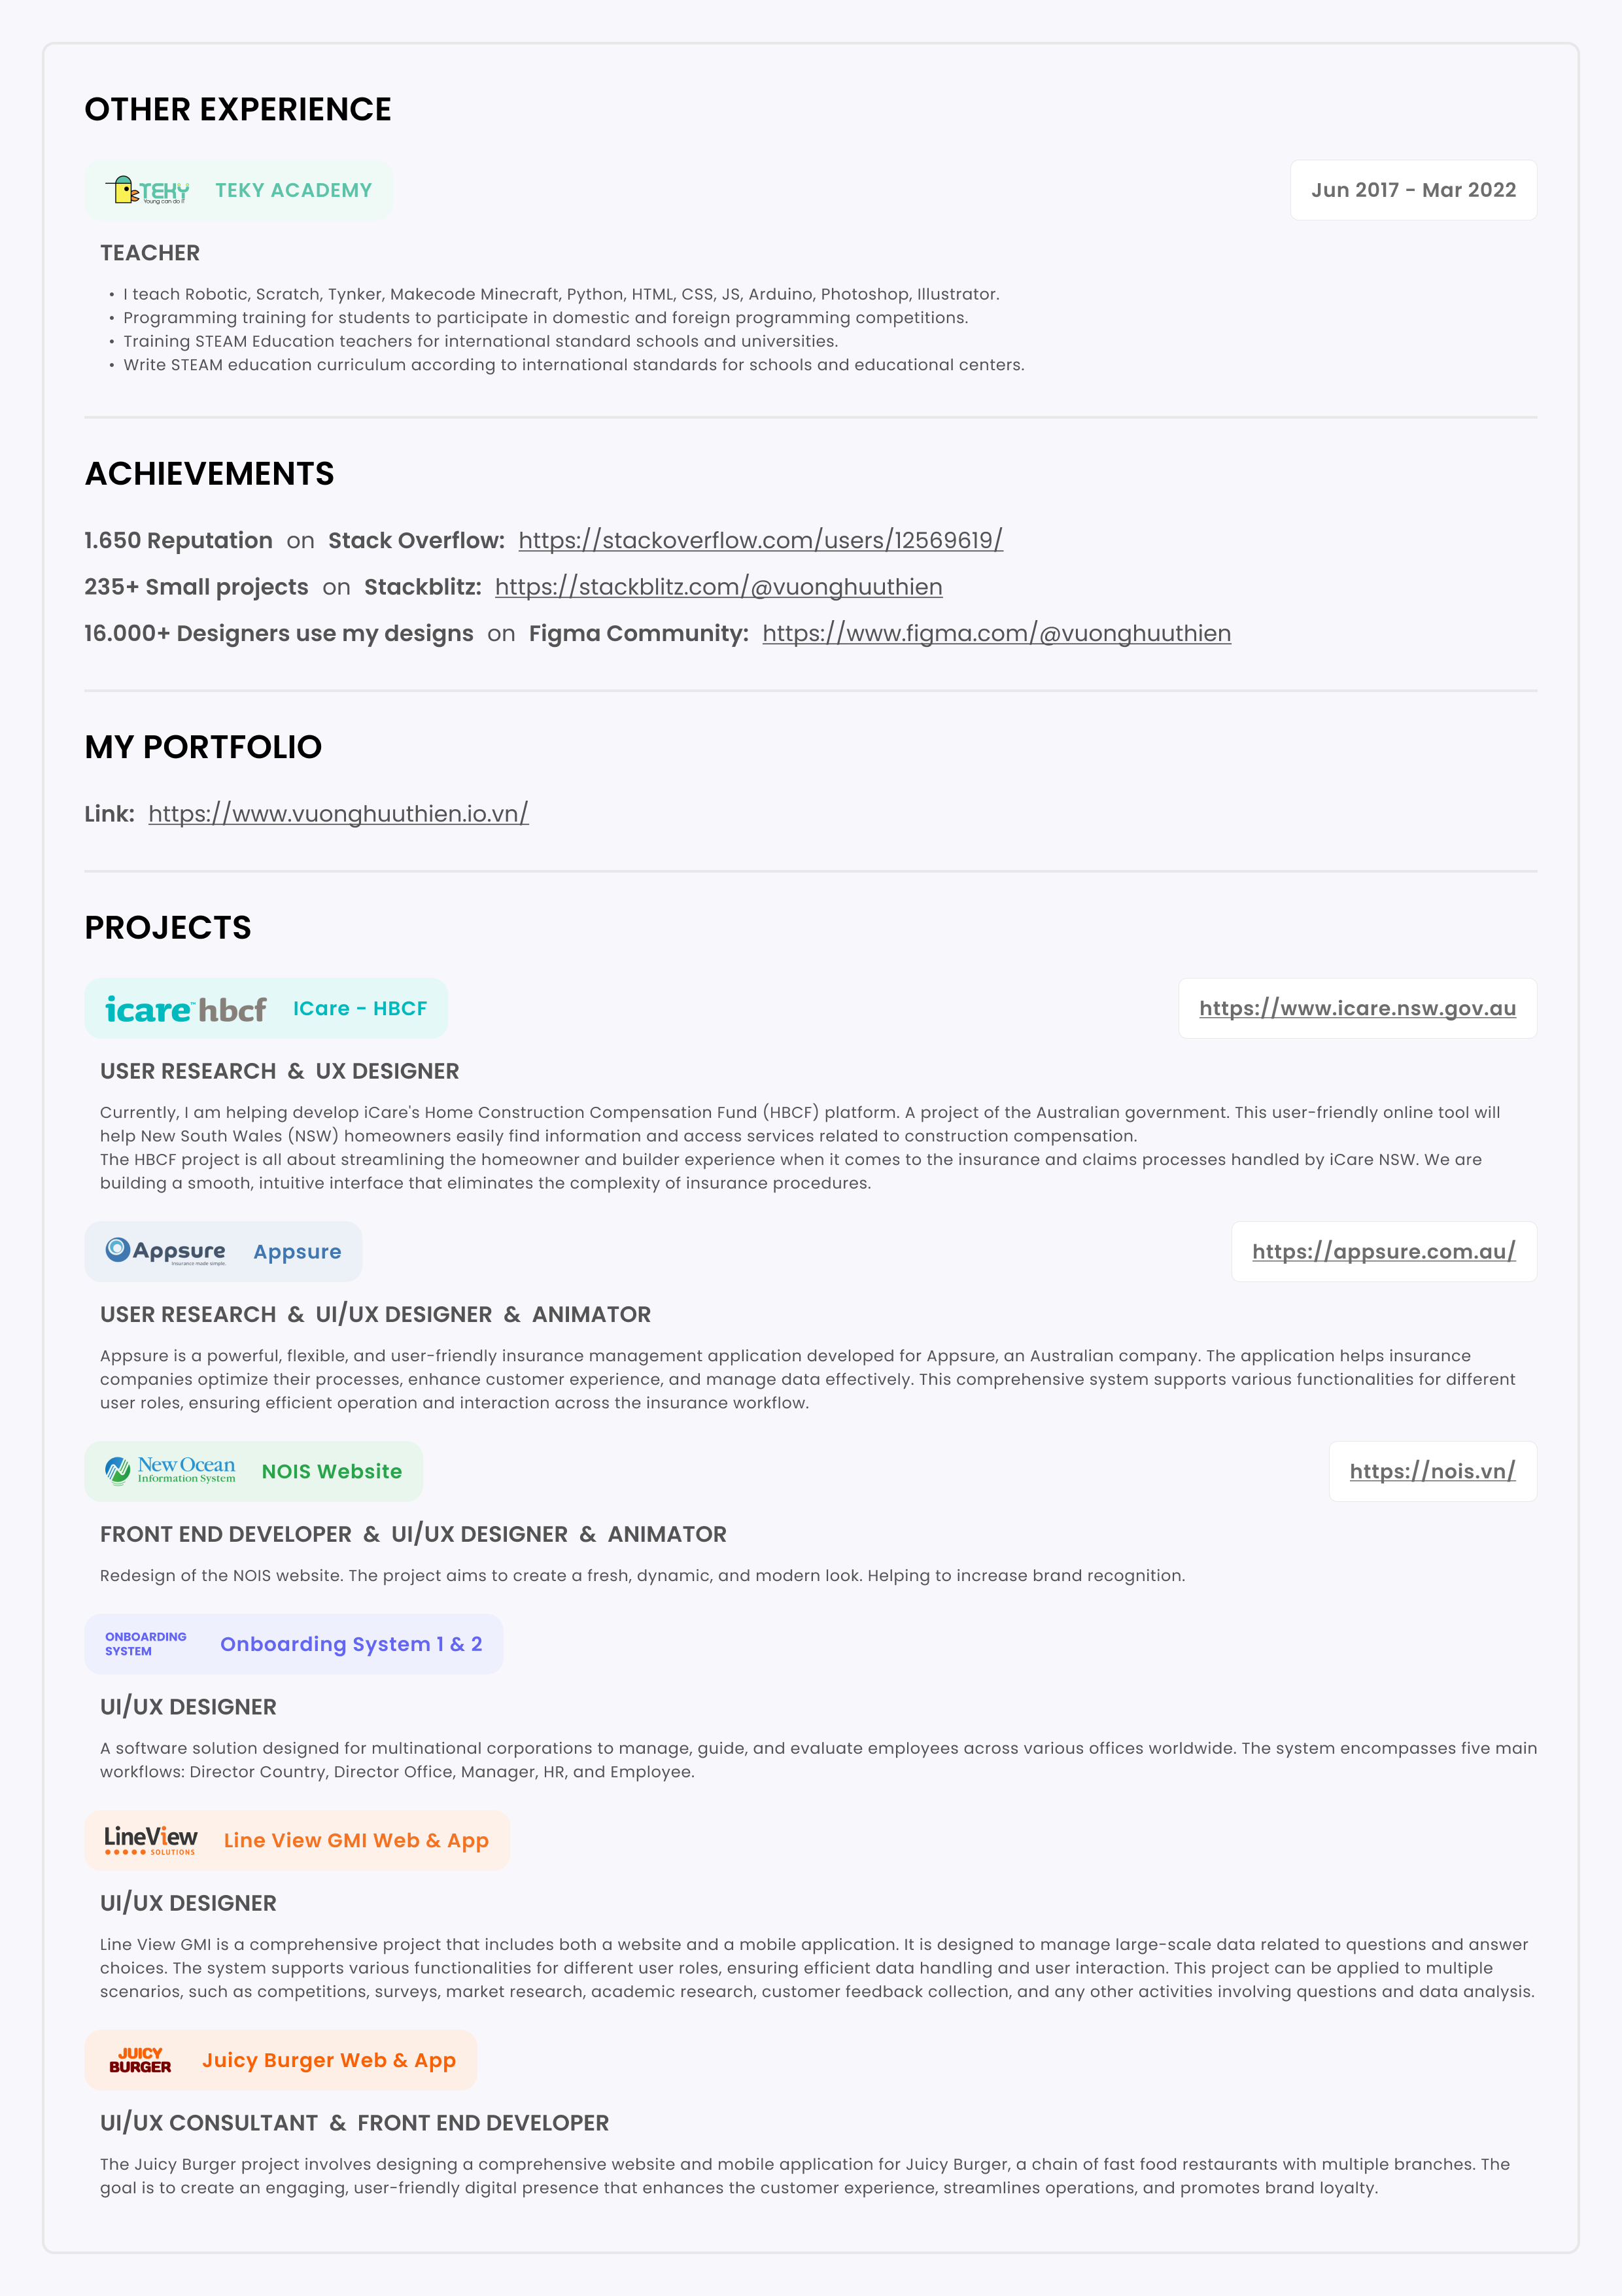 OTHER EXPERIENCE
TEKY
Young can do it
TEKY ACADEMY
Jun 2017 - Mar 2022
TEACHER
• I teach Robotic, Scratch, Tynker, Makecode Minecraft, Python, HTML, CSS, JS, Arduino, Photoshop, Illustrator.
• Programming training for students to participate in domestic and foreign programming competitions.
• Training STEAM Education teachers for international standard schools and universities.
• Write STEAM education curriculum according to international standards for schools and educational centers.
ACHIEVEMENTS
1.650 Reputation on Stack Overflow: https://stackoverflow.com/users/12569619/
235+ Small projects on Stackblitz: https://stackblitz.com/@vuonghuuthien
16.000+ Designers use my designs on Figma Community: https://www.figma.com/@vuonghuuthien
MY PORTFOLIO
Link: https://www.vuonghuuthien.io.vn/
PROJECTS
icare™ hbcf
ICare - HBCF
https://www.icare.nsw.gov.au
USER RESEARCH & UX DESIGNER
Currently, I am helping develop iCare's Home Construction Compensation Fund (HBCF) platform. A project of the Australian government. This user-friendly online tool will
help New South Wales (NSW) homeowners easily find information and access services related to construction compensation.
The HBCF project is all about streamlining the homeowner and builder experience when it comes to the insurance and claims processes handled by iCare NSW. We are
building a smooth, intuitive interface that eliminates the complexity of insurance procedures.
Appsure
Insurance made simple.
Appsure
https://appsure.com.au/
USER RESEARCH & UI/UX DESIGNER & ANIMATOR
Appsure is a powerful, flexible, and user-friendly insurance management application developed for Appsure, an Australian company. The application helps insurance
companies optimize their processes, enhance customer experience, and manage data effectively. This comprehensive system supports various functionalities for different
user roles, ensuring efficient operation and interaction across the insurance workflow.
New Ocean
Information System
NOIS Website
https://nois.vn/
FRONT END DEVELOPER & UI/UX DESIGNER & ANIMATOR
Redesign of the NOIS website. The project aims to create a fresh, dynamic, and modern look. Helping to increase brand recognition.
ONBOARDING
SYSTEM
Onboarding System 1 & 2
UI/UX DESIGNER
A software solution designed for multinational corporations to manage, guide, and evaluate employees across various offices worldwide. The system encompasses five main
workflows: Director Country, Director Office, Manager, HR, and Employee.
LineView
SOLUTIONS
Line View GMI Web & App
UI/UX DESIGNER
Line View GMI is a comprehensive project that includes both a website and a mobile application. It is designed to manage large-scale data related to questions and answer
choices. The system supports various functionalities for different user roles, ensuring efficient data handling and user interaction. This project can be applied to multiple
scenarios, such as competitions, surveys, market research, academic research, customer feedback collection, and any other activities involving questions and data analysis.
JUICY
BURGER
Juicy Burger Web & App
UI/UX CONSULTANT & FRONT END DEVELOPER
The Juicy Burger project involves designing a comprehensive website and mobile application for Juicy Burger, a chain of fast food restaurants with multiple branches. The
goal is to create an engaging, user-friendly digital presence that enhances the customer experience, streamlines operations, and promotes brand loyalty.